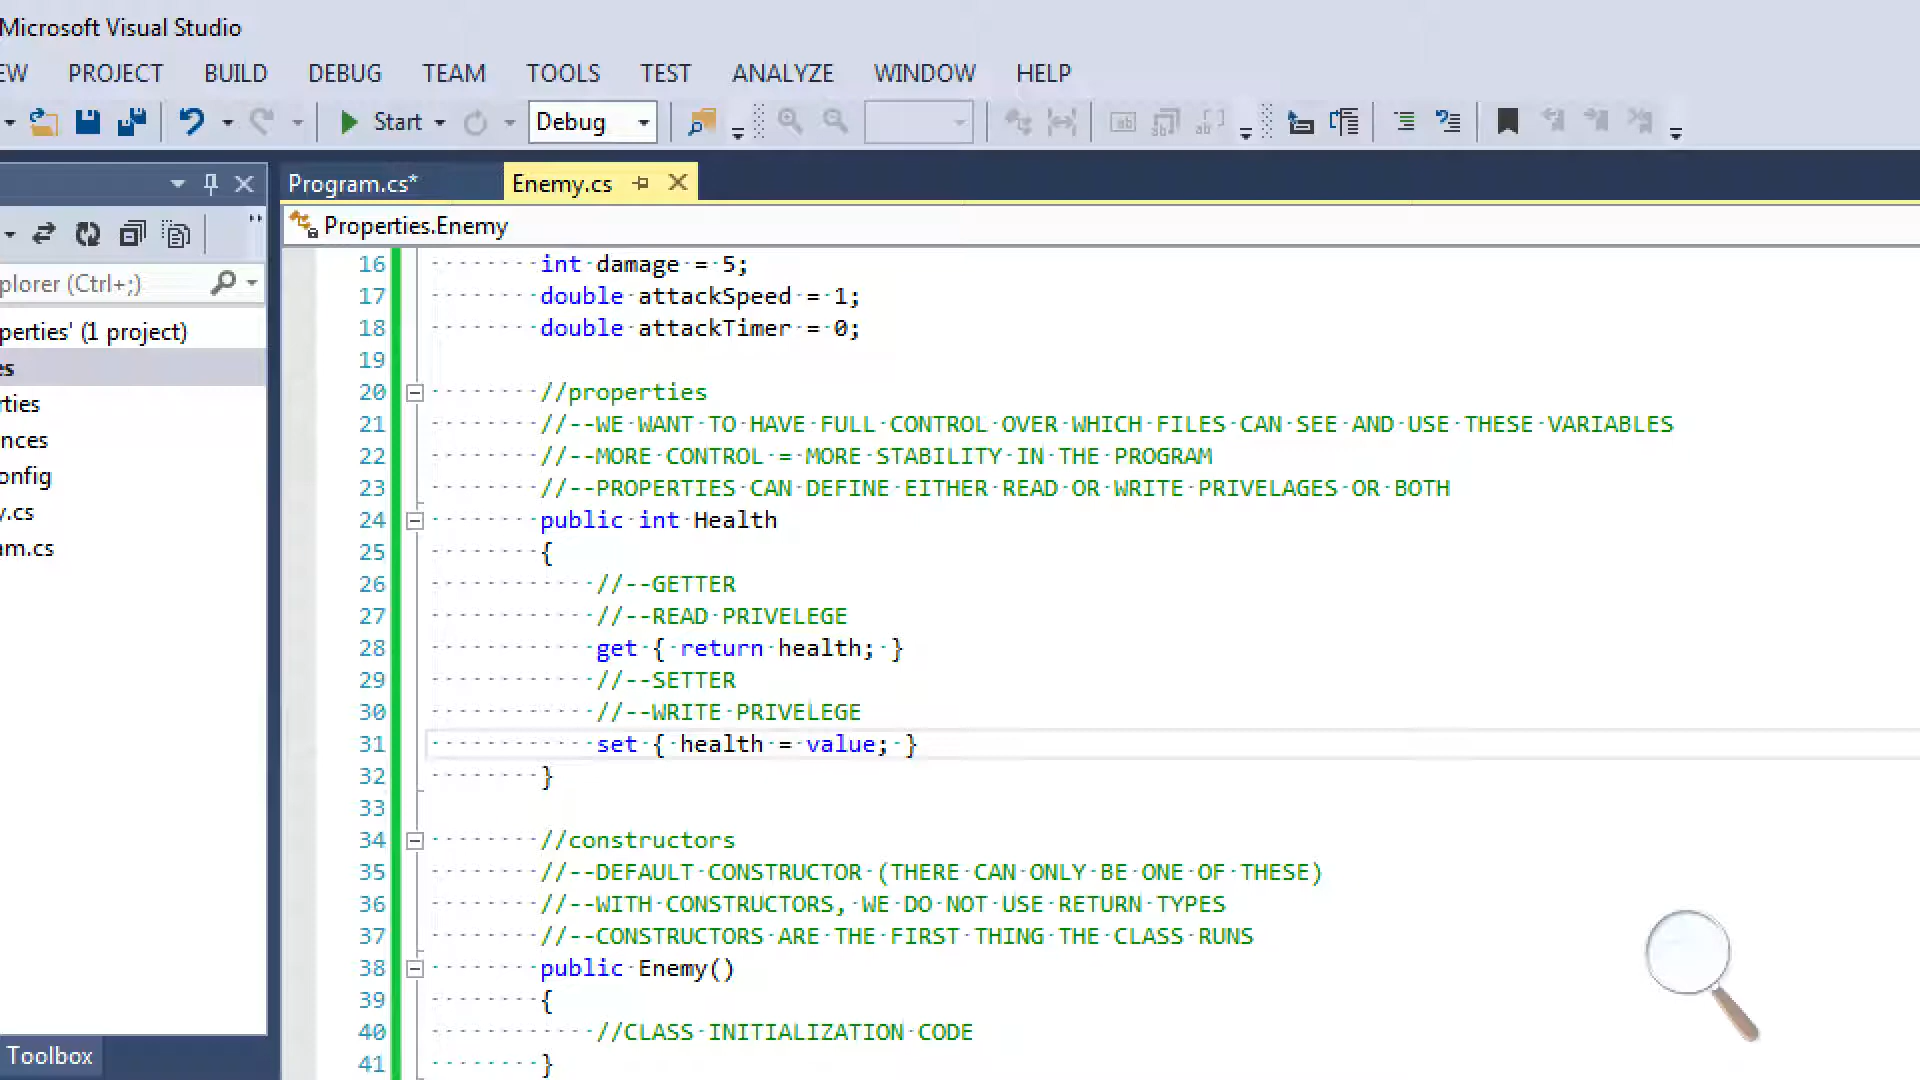 Microsoft Visual Studio
EW PROJECT BUILD DEBUG TEAM TOOLS TEST ANALYZE WINDOW HELP
Start Debug
Program.cs* Enemy.cs
Properties.Enemy
plorer (Ctrl+;)
perties' (1 project)
es
rties
nces
onfig
y.cs
am.cs
Toolbox
16 int damage = 5;
17 double attackSpeed = 1;
18 double attackTimer = 0;
19
20 //properties
21 //--WE WANT TO HAVE FULL CONTROL OVER WHICH FILES CAN SEE AND USE THESE VARIABLES
22 //--MORE CONTROL = MORE STABILITY IN THE PROGRAM
23 //--PROPERTIES CAN DEFINE EITHER READ OR WRITE PRIVELAGES OR BOTH
24 public int Health
25 {
26 //--GETTER
27 //--READ PRIVELEGE
28 get { return health; }
29 //--SETTER
30 //--WRITE PRIVELEGE
31 set { health = value; }
32 }
33
34 //constructors
35 //--DEFAULT CONSTRUCTOR (THERE CAN ONLY BE ONE OF THESE)
36 //--WITH CONSTRUCTORS, WE DO NOT USE RETURN TYPES
37 //--CONSTRUCTORS ARE THE FIRST THING THE CLASS RUNS
38 public Enemy()
39 {
40 //CLASS INITIALIZATION CODE
41 }